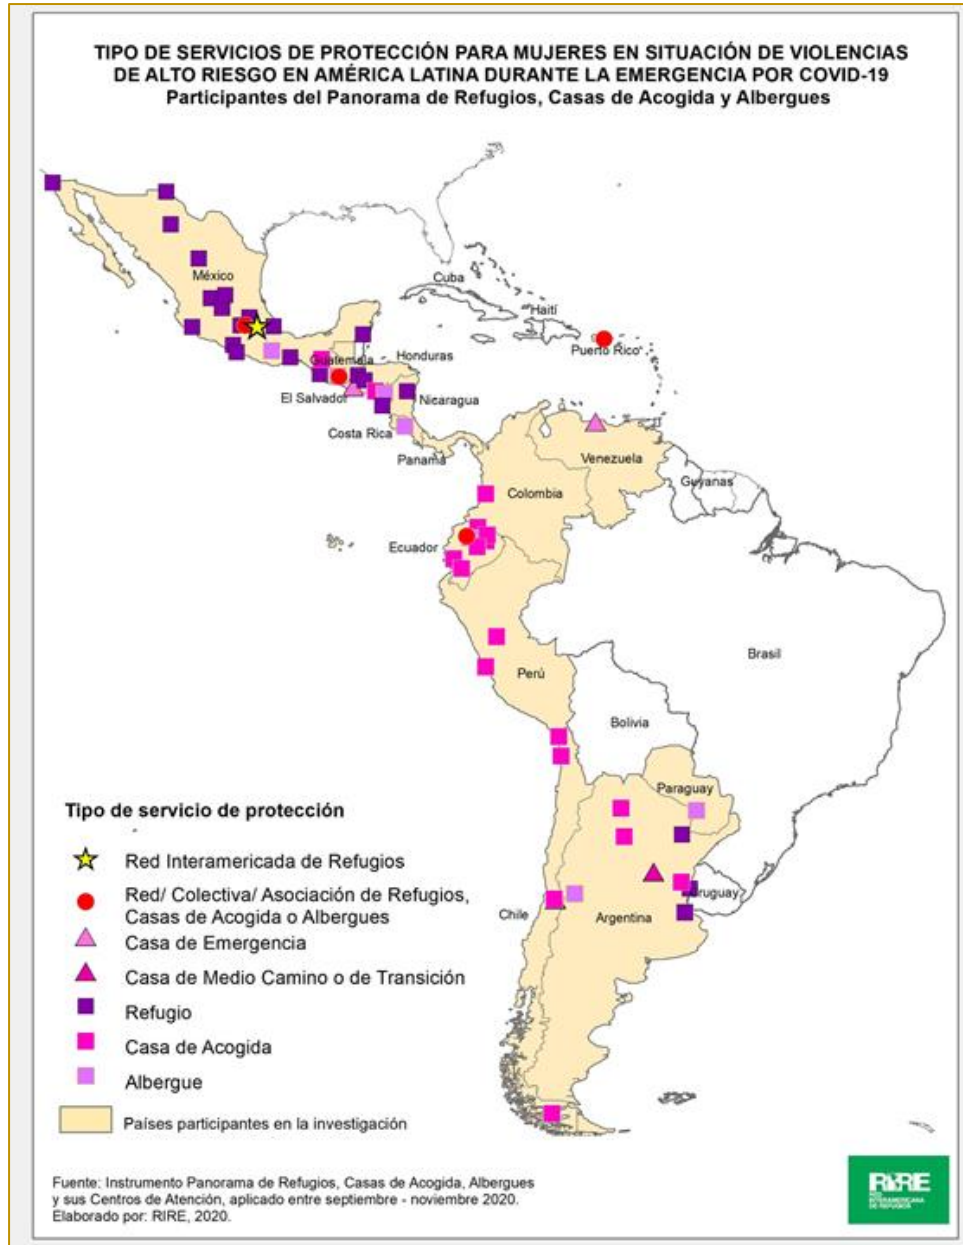 TIPO DE SERVICIOS DE PROTECCIÓN PARA MUJERES EN SITUACIÓN DE VIOLENCIAS
DE ALTO RIESGO EN AMÉRICA LATINA DURANTE LA EMERGENCIA POR COVID-19
Participantes del Panorama de Refugios, Casas de Acogida y Albergues
México
Cuba
Haití
Puerto Rico
Guatemala
Honduras
El Salvador
Nicaragua
Costa Rica
Panamá
Venezuela
Guyanas
Colombia
Ecuador
Brasil
Perú
Bolivia
Paraguay
Uruguay
Chile
Argentina
Tipo de servicio de protección
Red Interamericada de Refugios
Red/ Colectiva/ Asociación de Refugios,
Casas de Acogida o Albergues
Casa de Emergencia
Casa de Medio Camino o de Transición
Refugio
Casa de Acogida
Albergue
Países participantes en la investigación
Fuente: Instrumento Panorama de Refugios, Casas de Acogida, Albergues
y sus Centros de Atención, aplicado entre septiembre - noviembre 2020.
Elaborado por: RIRE, 2020.
RIRE
RED
INTERAMERICANA
DE REFUGIOS